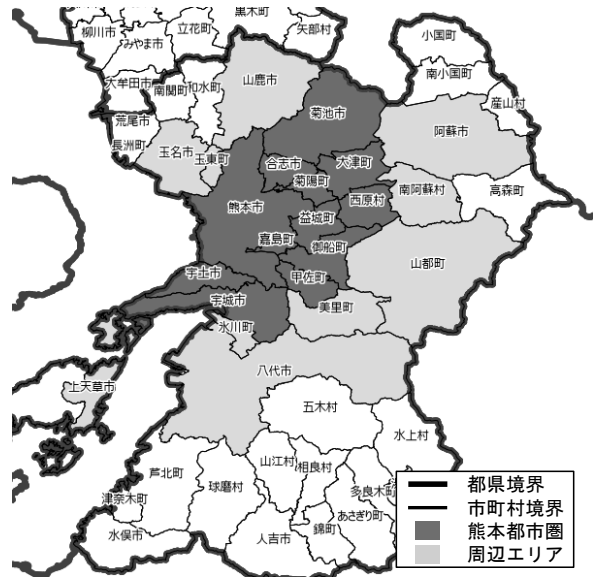 黒木町
柳川市
みやま市
立花町
矢部村
小国町
大牟田市
南関町
和水町
山鹿市
南小国町
産山村
菊池市
荒尾市
長洲町
玉名市
玉東町
合志市
大津町
阿蘇市
菊陽町
熊本市
西原村
南阿蘇村
高森町
益城町
嘉島町
御船町
山都町
宇土市
甲佐町
宇城市
美里町
氷川町
八代市
上天草市
五木村
水上村
芦北町
球磨村
山江村
相良村
多良木町
津奈木町
あさぎり町
水俣市
人吉市
錦町
都県境界
市町村境界
熊本都市圏
周辺エリア